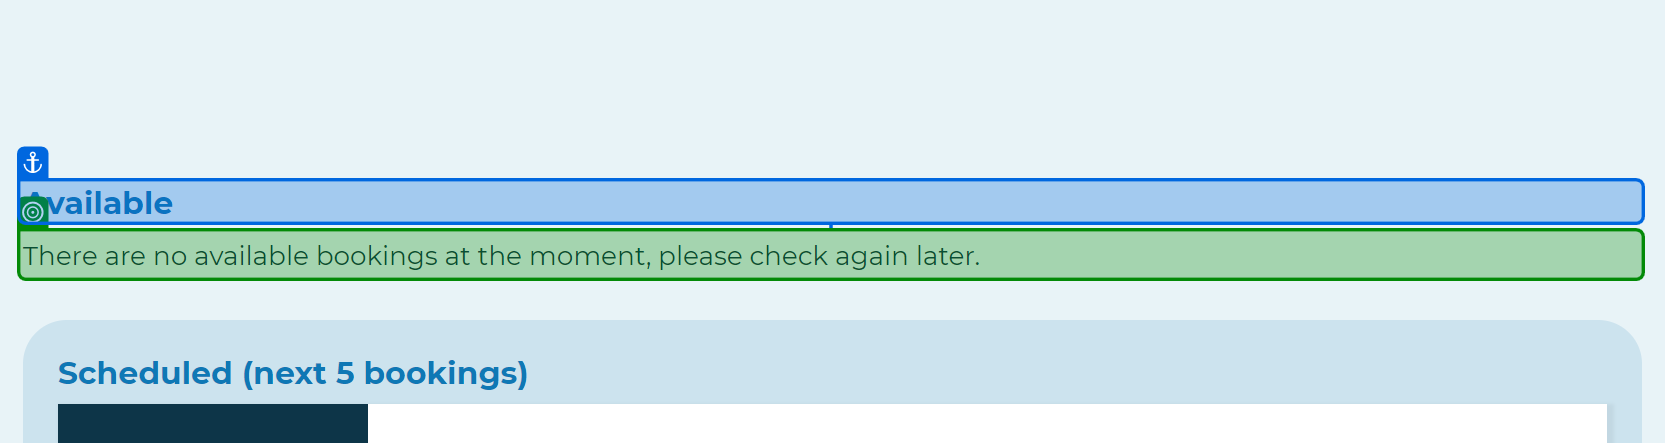 Available
There are no available bookings at the moment, please check again later.
Scheduled (next 5 bookings)